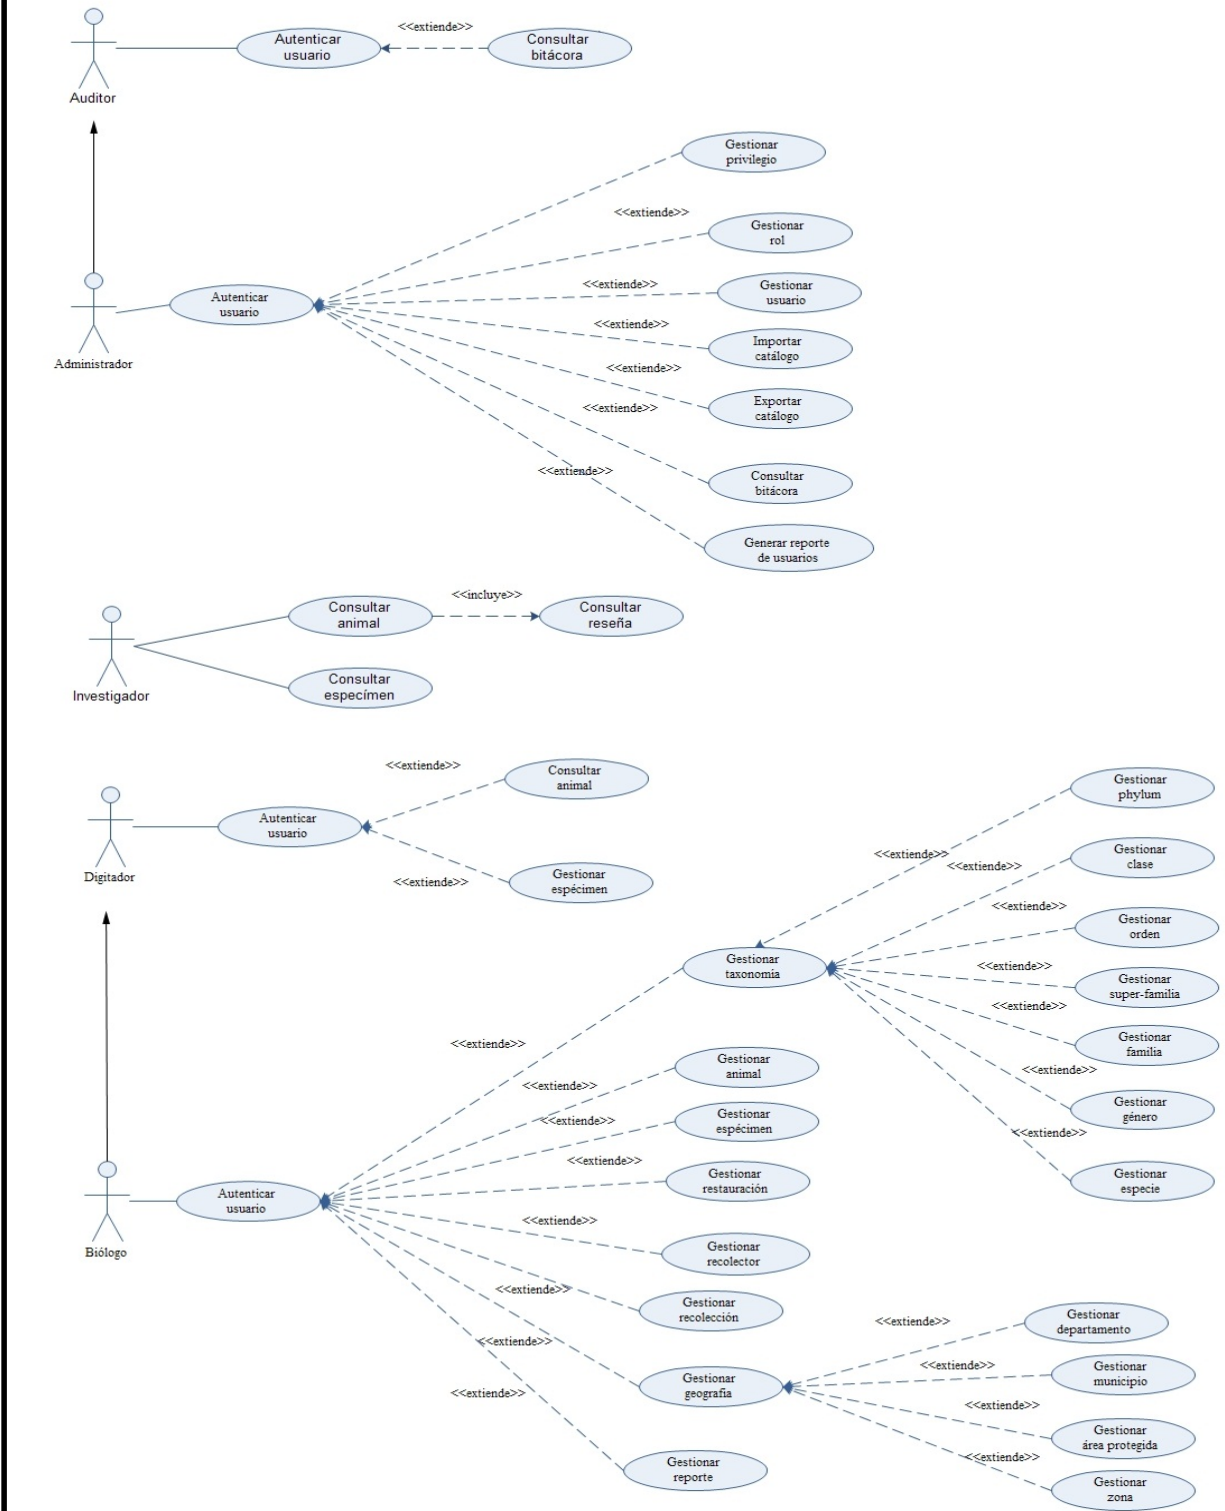 <<extiende>>
Autenticar
usuario
Consultar
bitácora
Auditor
Gestionar
privilegio
<<extiende>>
Gestionar
rol
<<extiende>>
Gestionar
usuario
Autenticar
usuario
<<extiende>>
Importar
catálogo
Administrador
<<extiende>>
Exportar
catálogo
<<extiende>>
<<extiende>>
Consultar
bitácora
Generar reporte
de usuarios
<<incluye>>
Consultar
animal
Consultar
reseña
Investigador
Consultar
especímen
<<extiende>>
Consultar
animal
Autenticar
usuario
Digitador
<<extiende>>
Gestionar
espécimen
Gestionar
phylum
<<extiende>>
<<extiende>>
Gestionar
clase
<<extiende>>
Gestionar
orden
Gestionar
taxonomia
<<extiende>>
Gestionar
super-familia
<<extiende>>
Gestionar
familia
<<extiende>>
Gestionar
género
<<extiende>>
Gestionar
especie
<<extiende>>
Gestionar
animal
<<extiende>>
<<extiende>>
Gestionar
espécimen
<<extiende>>
Gestionar
restauración
Autenticar
usuario
Biólogo
<<extiende>>
Gestionar
recolector
<<extiende>>
Gestionar
recolección
<<extiende>>
Gestionar
geografia
<<extiende>>
Gestionar
reporte
<<extiende>>
Gestionar
departamento
<<extiende>>
Gestionar
municipio
<<extiende>>
Gestionar
área protegida
<<extiende>>
Gestionar
zona